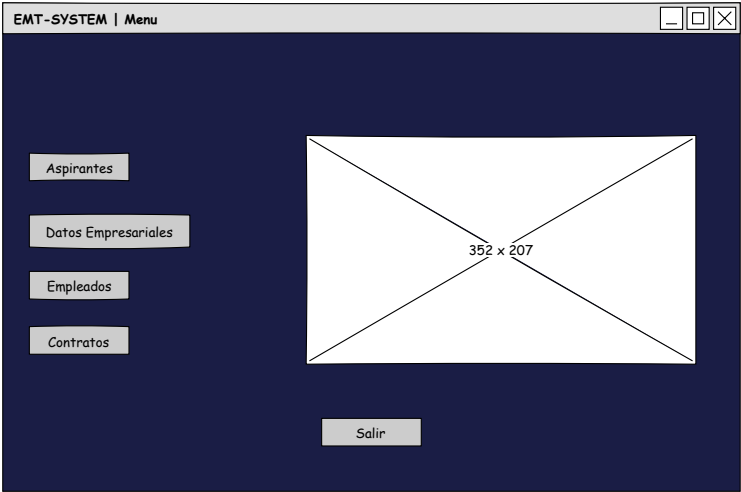 EMT-SYSTEM | Menu
Aspirantes
Datos Empresariales
352 x 207
Empleados
Contratos
Salir